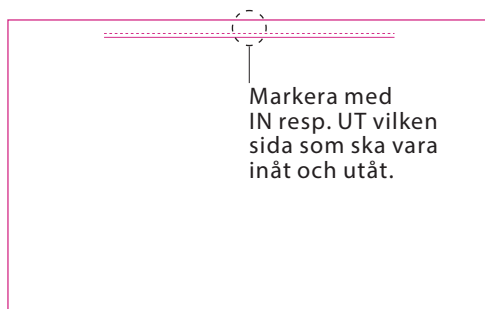 Markera med
IN resp. UT vilken
sida som ska vara
inåt och utåt.